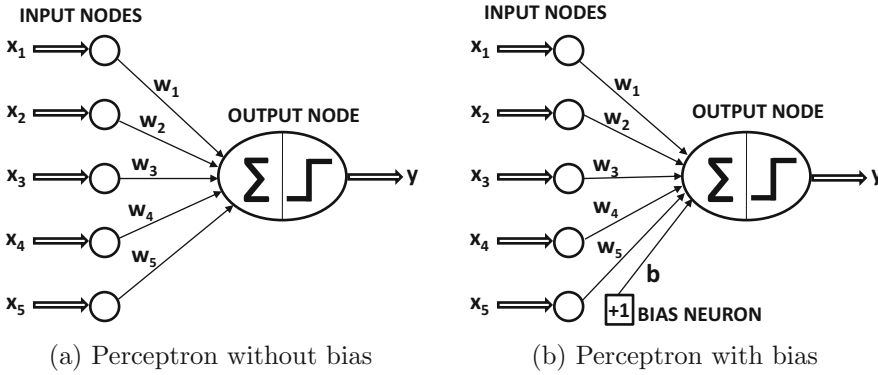 INPUT NODES
x₁
w₁
x₂
w₂
OUTPUT NODE
x₃
w₃
∑
y
x₄
w₄
w₅
x₅
(a) Perceptron without bias
INPUT NODES
x₁
w₁
x₂
w₂
OUTPUT NODE
x₃
w₃
∑
y
x₄
w₄
w₅
b
x₅
+1 BIAS NEURON
(b) Perceptron with bias